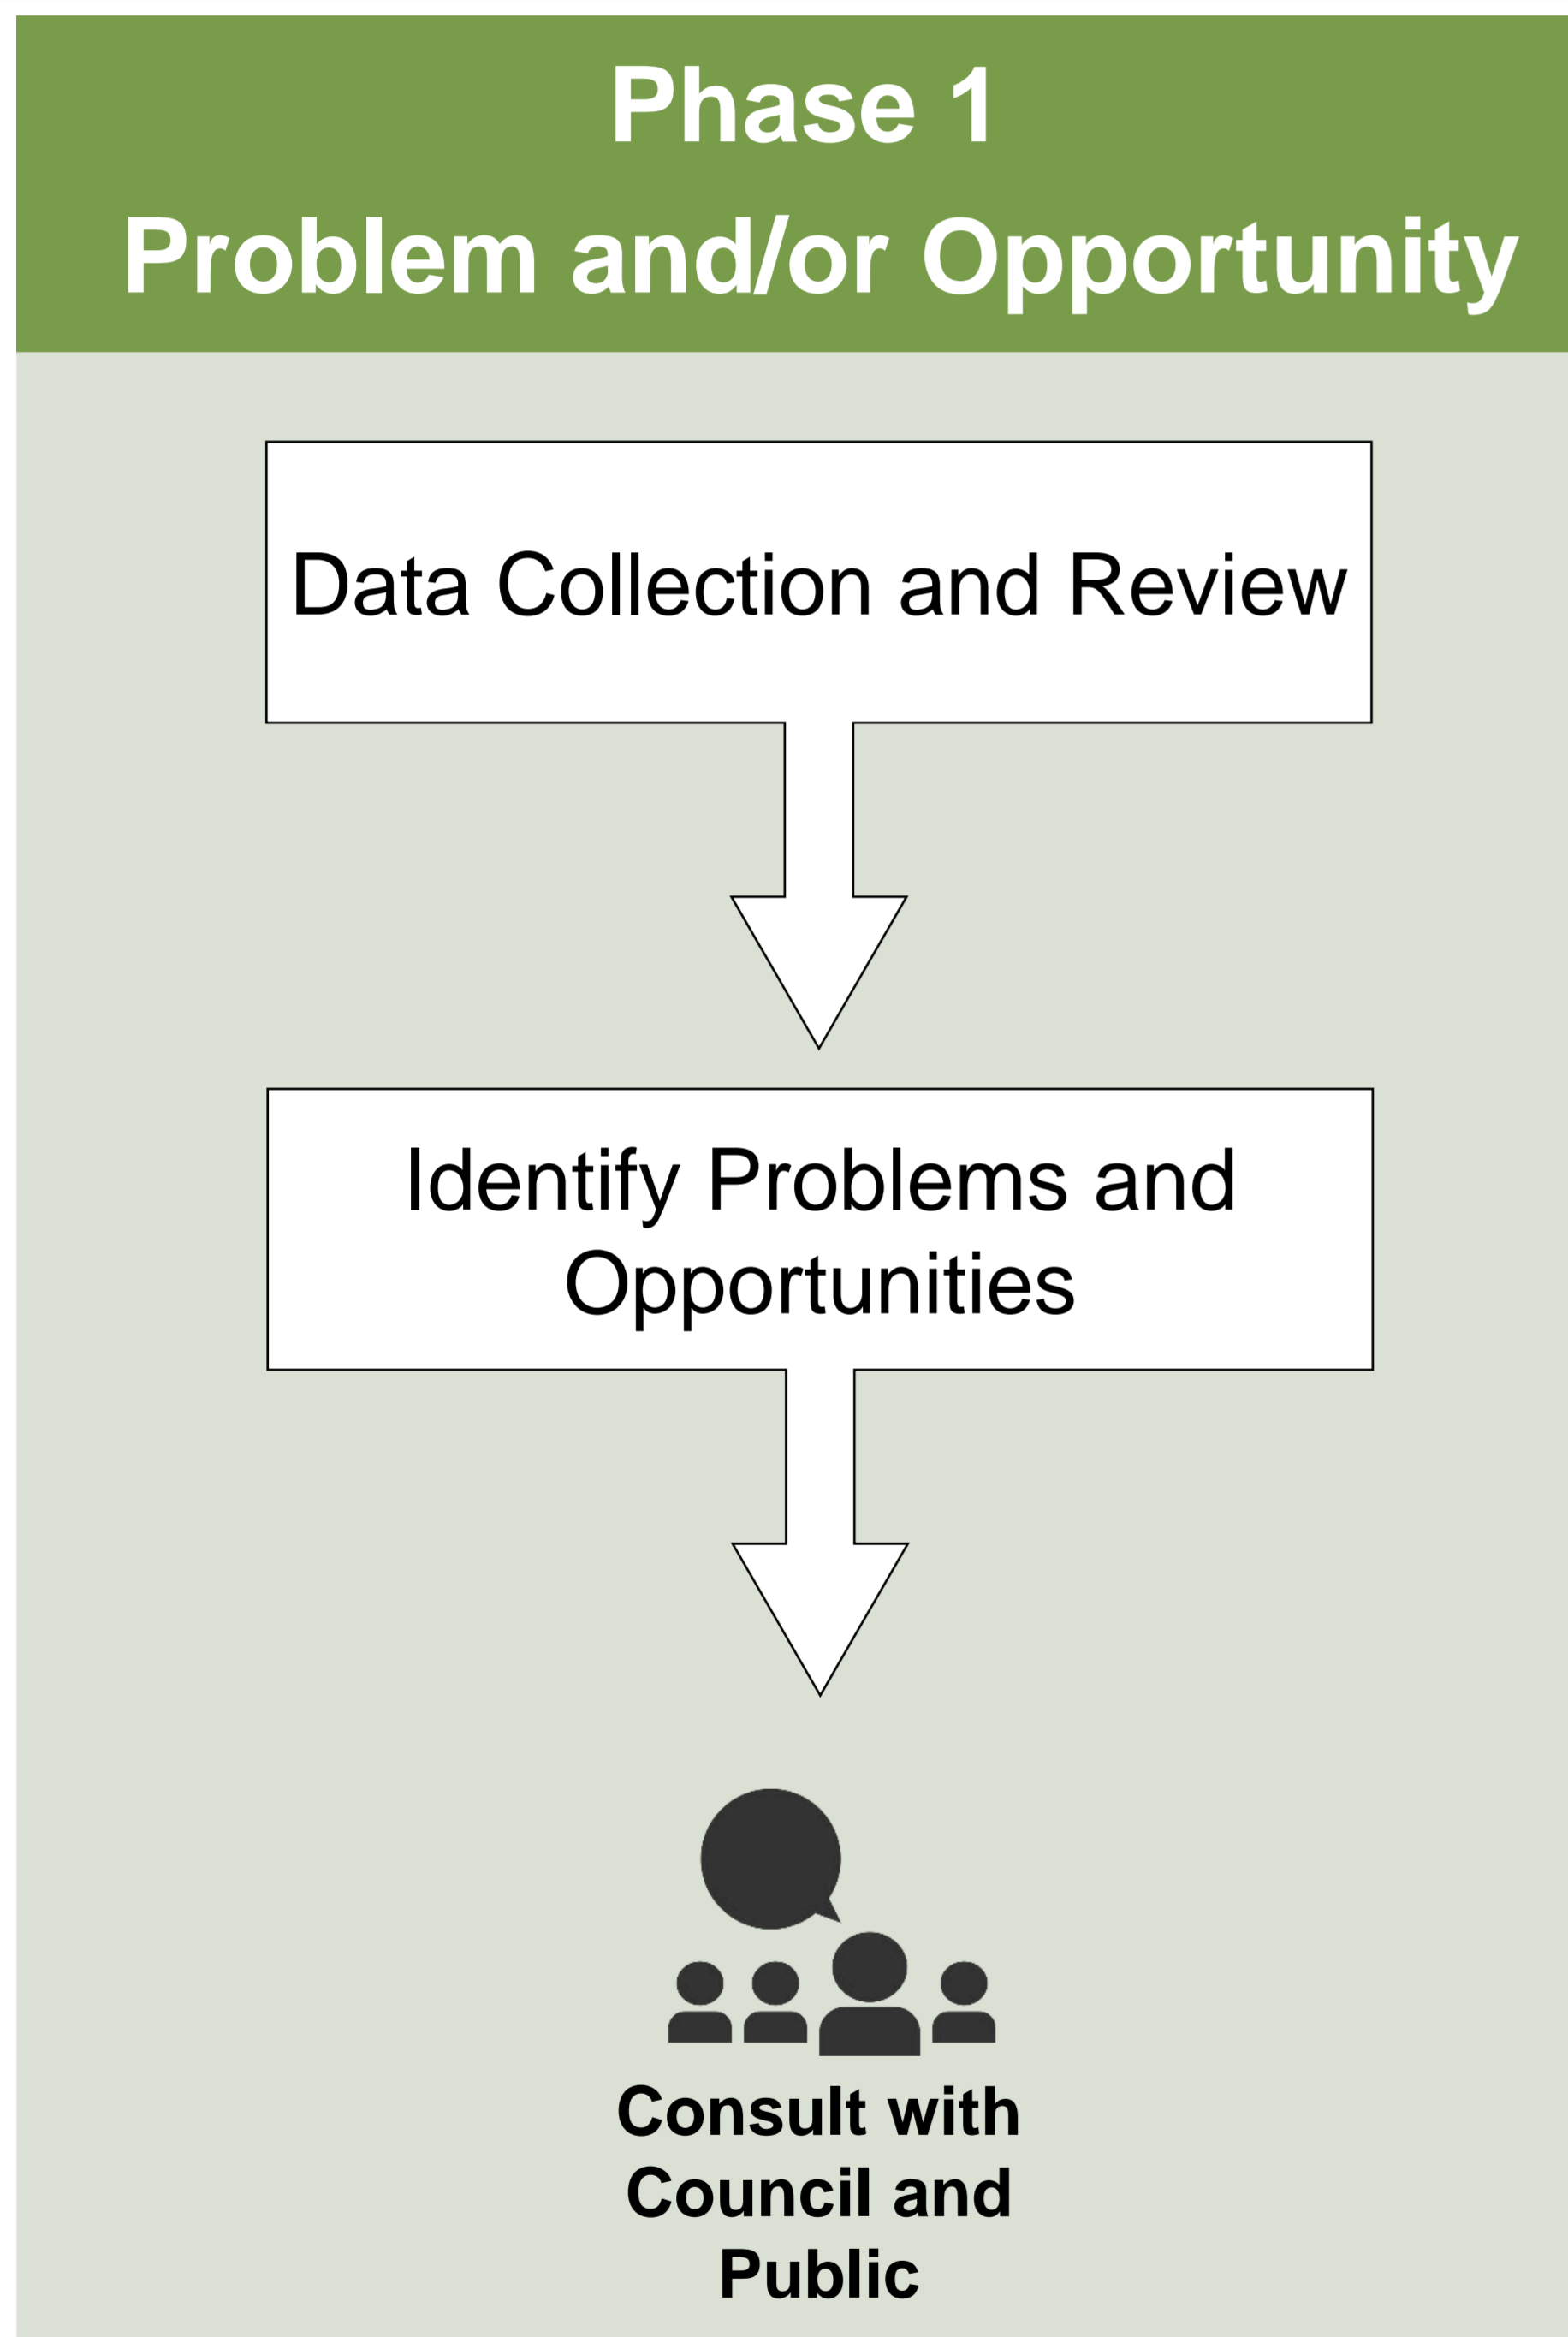 Phase 1
Problem and/or Opportunity
Data Collection and Review
Identify Problems and
Opportunities
Consult with
Council and
Public